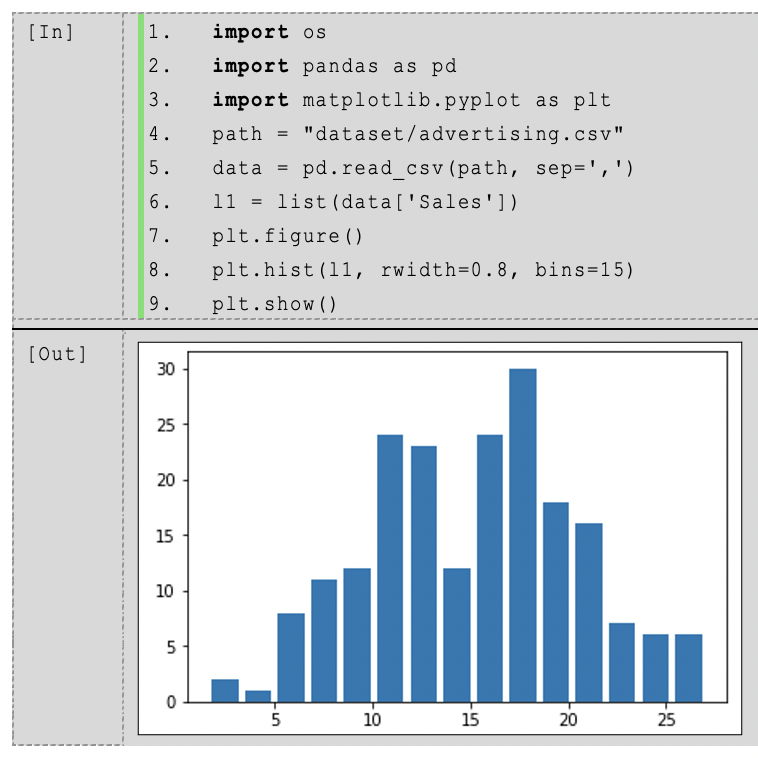 [In]
1. import os
2. import pandas as pd
3. import matplotlib.pyplot as plt
4. path = "dataset/advertising.csv"
5. data = pd.read_csv(path, sep=',')
6. l1 = list(data['Sales'])
7. plt.figure()
8. plt.hist(l1, rwidth=0.8, bins=15)
9. plt.show()
[Out]
30
25
20
15
10
5
0
5 10 15 20 25